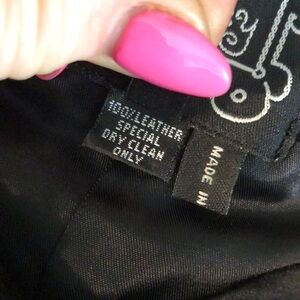 100%LEATHER
SPECIAL
DRY CLEAN
ONLY
MADE IN